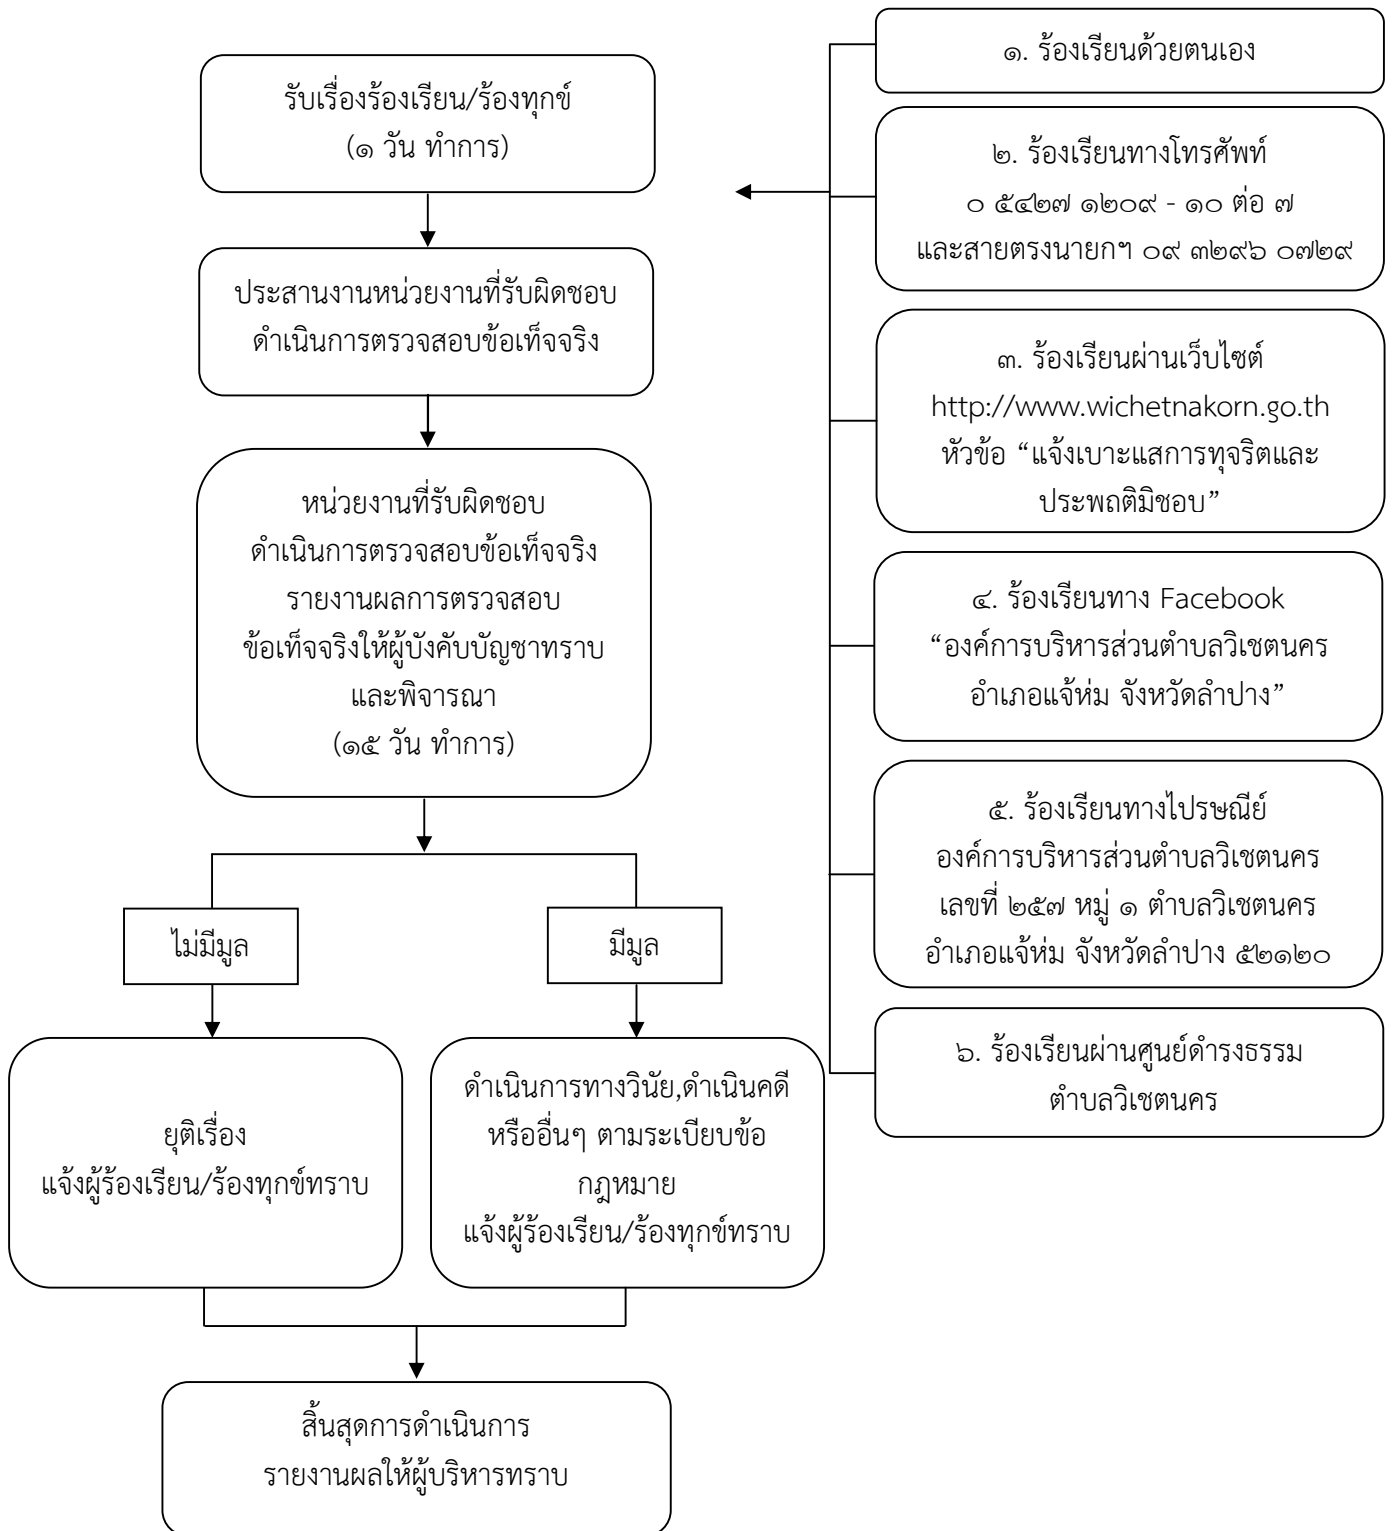 รับเรื่องร้องเรียน/ร้องทุกข์
(๑ วัน ทำการ)
ประสานงานหน่วยงานที่รับผิดชอบ
ดำเนินการตรวจสอบข้อเท็จจริง
หน่วยงานที่รับผิดชอบ
ดำเนินการตรวจสอบข้อเท็จจริง
รายงานผลการตรวจสอบ
ข้อเท็จจริงให้ผู้บังคับบัญชาทราบ
และพิจารณา
(๑๕ วัน ทำการ)
ไม่มีมูล
มีมูล
ยุติเรื่อง
แจ้งผู้ร้องเรียน/ร้องทุกข์ทราบ
ดำเนินการทางวินัย,ดำเนินคดี
หรืออื่นๆ ตามระเบียบข้อ
กฎหมาย
แจ้งผู้ร้องเรียน/ร้องทุกข์ทราบ
สิ้นสุดการดำเนินการ
รายงานผลให้ผู้บริหารทราบ
๑. ร้องเรียนด้วยตนเอง
๒. ร้องเรียนทางโทรศัพท์
๐ ๕๔๒๗ ๑๒๐๙ - ๑๐ ต่อ ๗
และสายตรงนายกฯ ๐๙ ๓๒๙๖ ๐๗๒๙
๓. ร้องเรียนผ่านเว็บไซต์
http://www.wichetnakorn.go.th
หัวข้อ “แจ้งเบาะแสการทุจริตและ
ประพฤติมิชอบ”
๔. ร้องเรียนทาง Facebook
“องค์การบริหารส่วนตำบลวิเชตนคร
อำเภอแจ้ห่ม จังหวัดลำปาง”
๕. ร้องเรียนทางไปรษณีย์
องค์การบริหารส่วนตำบลวิเชตนคร
เลขที่ ๒๕๗ หมู่ ๑ ตำบลวิเชตนคร
อำเภอแจ้ห่ม จังหวัดลำปาง ๕๒๑๒๐
๖. ร้องเรียนผ่านศูนย์ดำรงธรรม
ตำบลวิเชตนคร